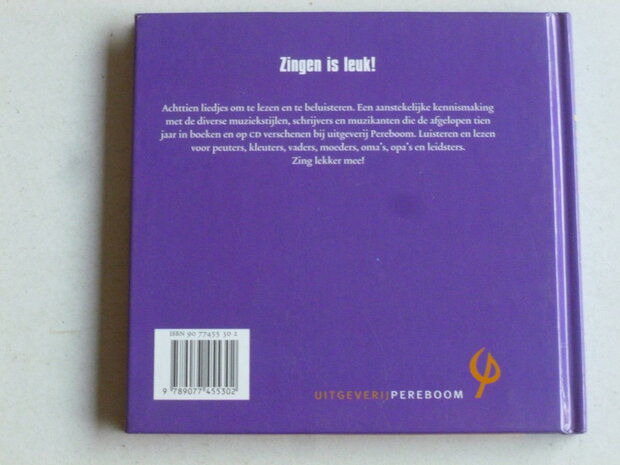 Zingen is leuk!
Achttien liedjes om te lezen en te beluisteren. Een aanstekelijke kennismaking
met de diverse muziekstijlen, schrijvers en muzikanten die de afgelopen tien
jaar in boeken en op CD verschenen bij uitgeverij Pereboom. Luisteren en lezen
voor peuters, kleuters, vaders, moeders, oma's, opa's en leidsters.
Zing lekker mee!
ISBN 90 77455 30 2
9 789077 455302
UITGEVERIJPEREBOOM